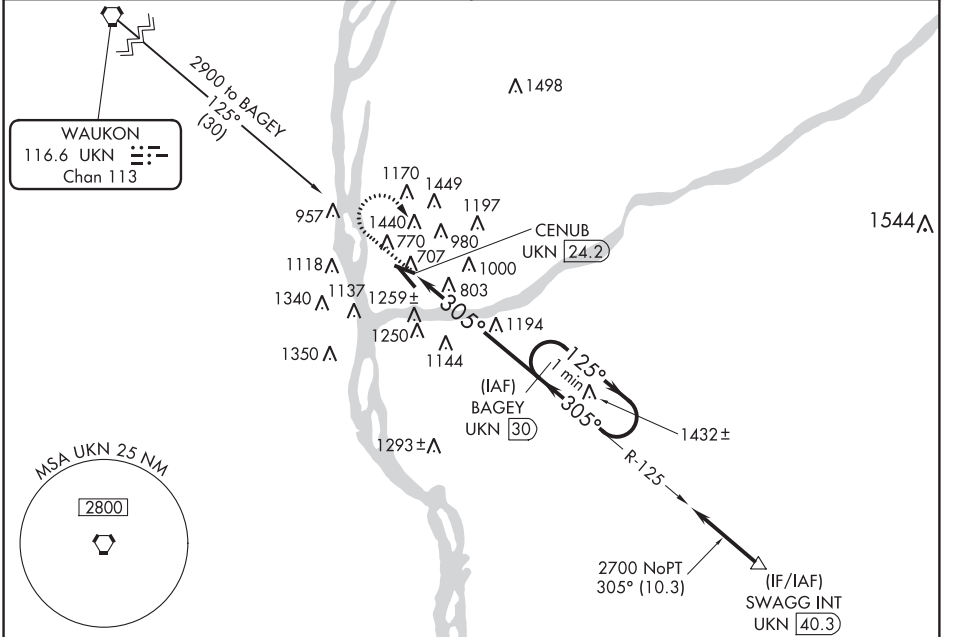 2900 to BAGEY
125°
(30)
WAUKON
116.6 UKN
Chan 113
1498
1170
1449
957
1440
1197
770
980
1544
CENUB
UKN 24.2
707
1118
1000
803
1340
1137
1259±
305°
1250
1194
1350
1144
125°
1 min
305°
(IAF)
BAGEY
UKN 30
1432±
1293±
R-125
MSA UKN 25 NM
2800
2700 NoPT
305° (10.3)
(IF/IAF)
SWAGG INT
UKN 40.3